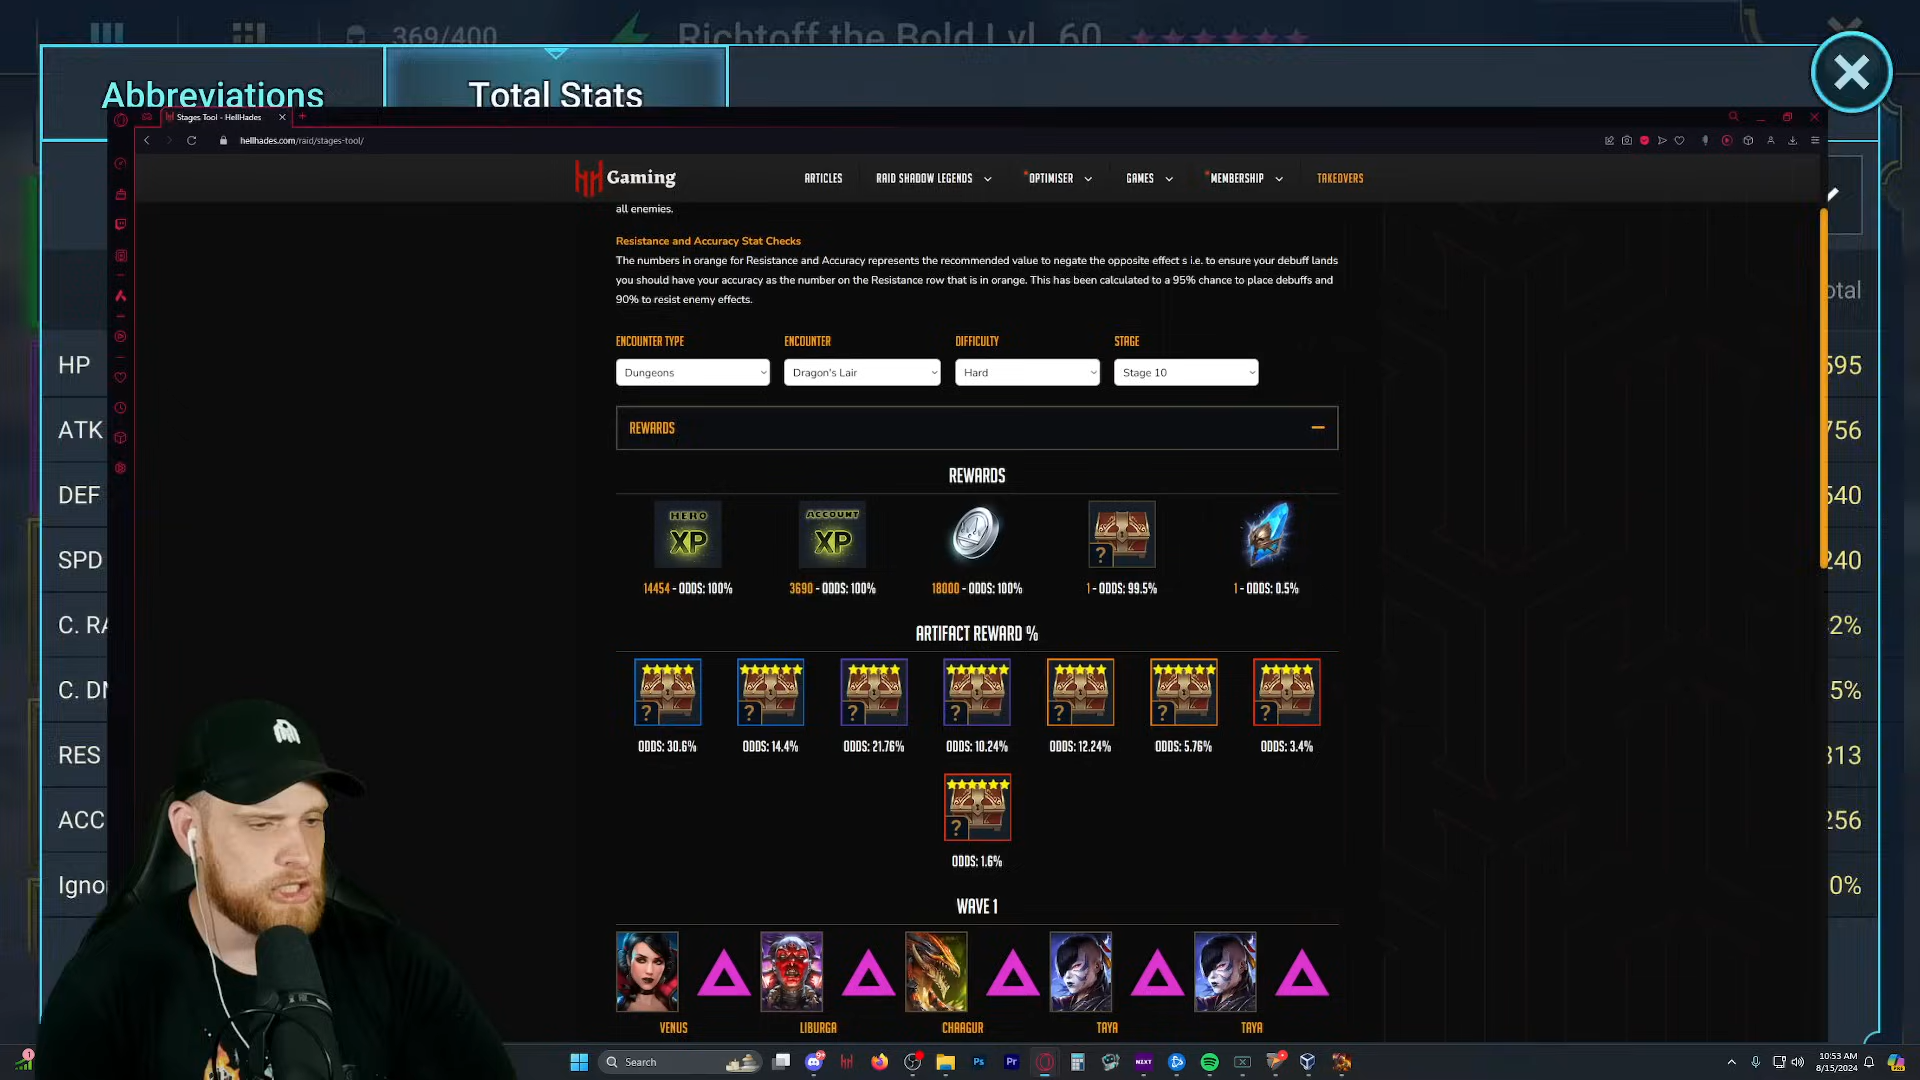 369/400
Richtoff the Bold Lvl. 60
Abbreviations
Total Stats
Stages Tool - HellHades
hellhades.com/raid/stages-tool/
Gaming
ARTICLES
RAID SHADOW LEGENDS
*OPTIMISER
GAMES
*MEMBERSHIP
TAKEOVERS
all enemies.
Resistance and Accuracy Stat Checks
The numbers in orange for Resistance and Accuracy represents the recommended value to negate the opposite effect s i.e. to ensure your debuff lands
you should have your accuracy as the number on the Resistance row that is in orange. This has been calculated to a 95% chance to place debuffs and
90% to resist enemy effects.
ENCOUNTER TYPE
ENCOUNTER
DIFFICULTY
STAGE
Dungeons
Dragon's Lair
Hard
Stage 10
REWARDS
REWARDS
HERO XP
ACCOUNT XP
?
14454 - ODDS: 100%
3690 - ODDS: 100%
18000 - ODDS: 100%
1 - ODDS: 99.5%
1 - ODDS: 0.5%
ARTIFACT REWARD %
? ? ? ? ? ? ?
ODDS: 30.6%
ODDS: 14.4%
ODDS: 21.76%
ODDS: 10.24%
ODDS: 12.24%
ODDS: 5.76%
ODDS: 3.4%
?
ODDS: 1.6%
WAVE 1
VENUS
LIBURGA
CHAAGUR
TAYA
TAYA
HP
ATK
DEF
SPD
C. RA
C. DM
RES
ACC
Igno
otal
595
756
540
240
2%
5%
313
256
0%
Search
10:53 AM
8/15/2024